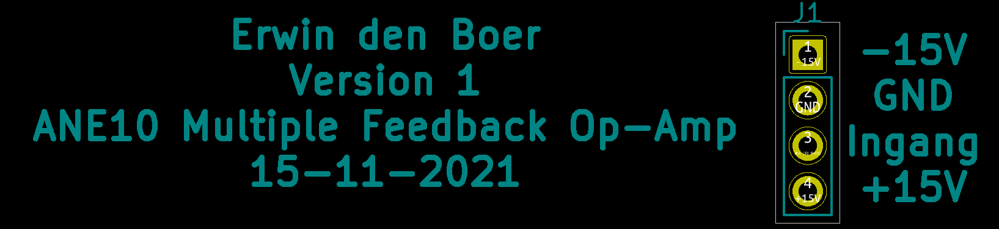 Erwin den Boer
Version 1
ANE10 Multiple Feedback Op-Amp
15-11-2021
J1
1
-15V
2
GND
3
4
+15V
-15V
GND
Ingang
+15V